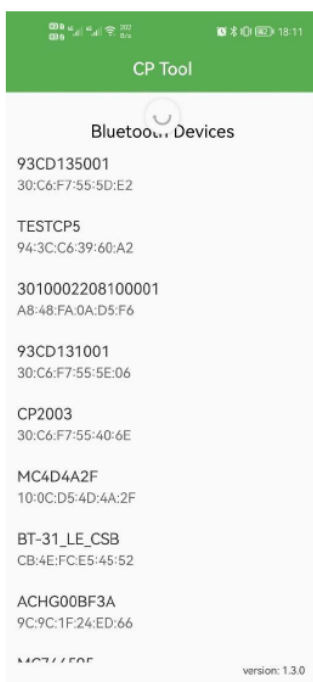 202
B/s
42
18:11
CP Tool
Bluetooth Devices
93CD135001
30:C6:F7:55:5D:E2
TESTCP5
94:3C:C6:39:60:A2
3010002208100001
A8:48:FA:0A:D5:F6
93CD131001
30:C6:F7:55:5E:06
CP2003
30:C6:F7:55:40:6E
MC4D4A2F
10:0C:D5:4D:4A:2F
BT-31_LE_CSB
CB:4E:FC:E5:45:52
ACHG00BF3A
9C:9C:1F:24:ED:66
version: 1.3.0